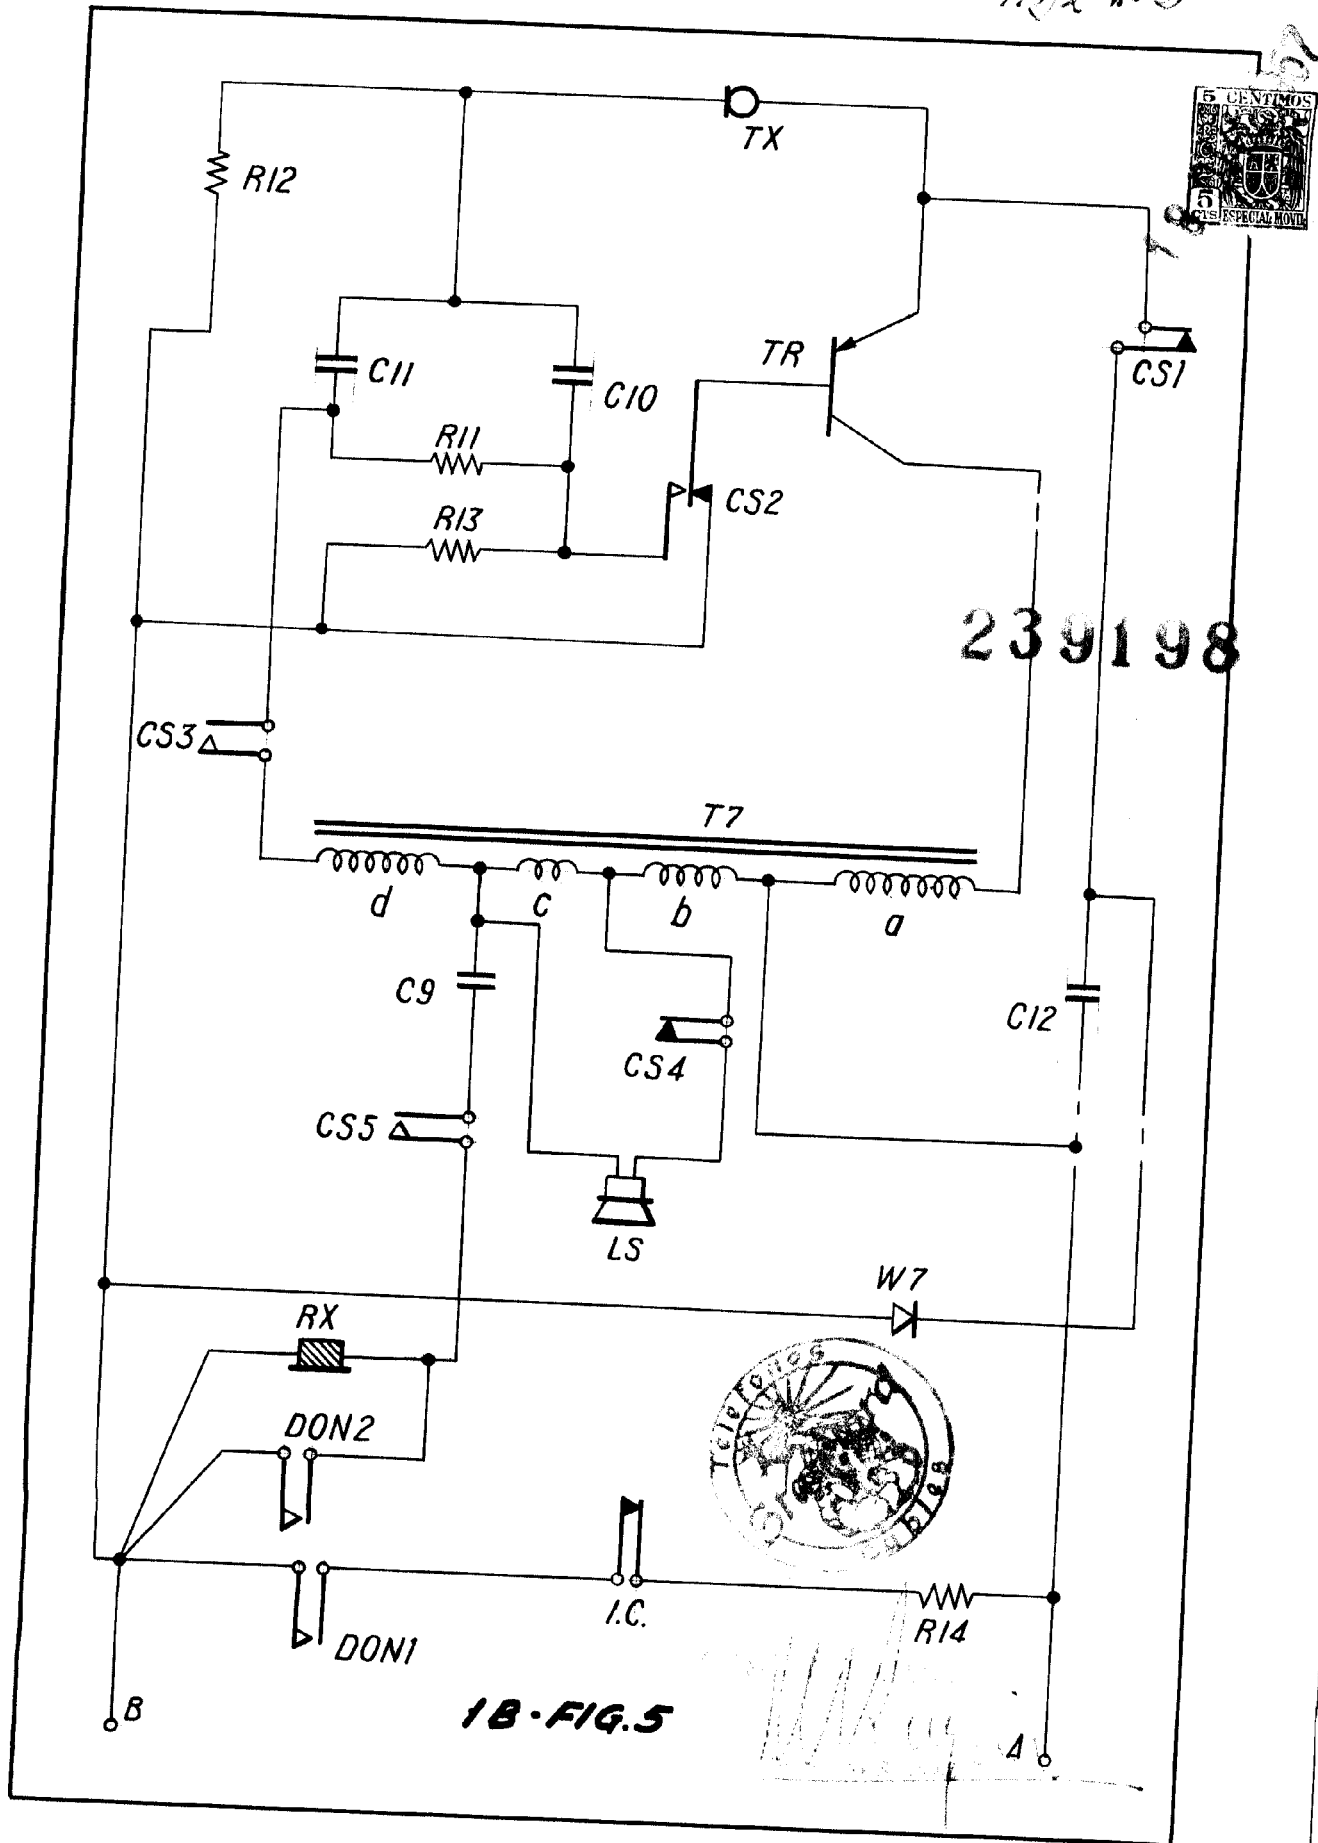 5 CENTIMOS
5
CTS ESPECIAL MOVIL
TX
R12
TR
C11
C10
CS1
R11
CS2
R13
239198
CS3
T7
d
c
b
a
C9
C12
CS4
CS5
LS
W7
RX
Telefones
DON2
I.C.
R14
DON1
B
1B·FIG.5
A